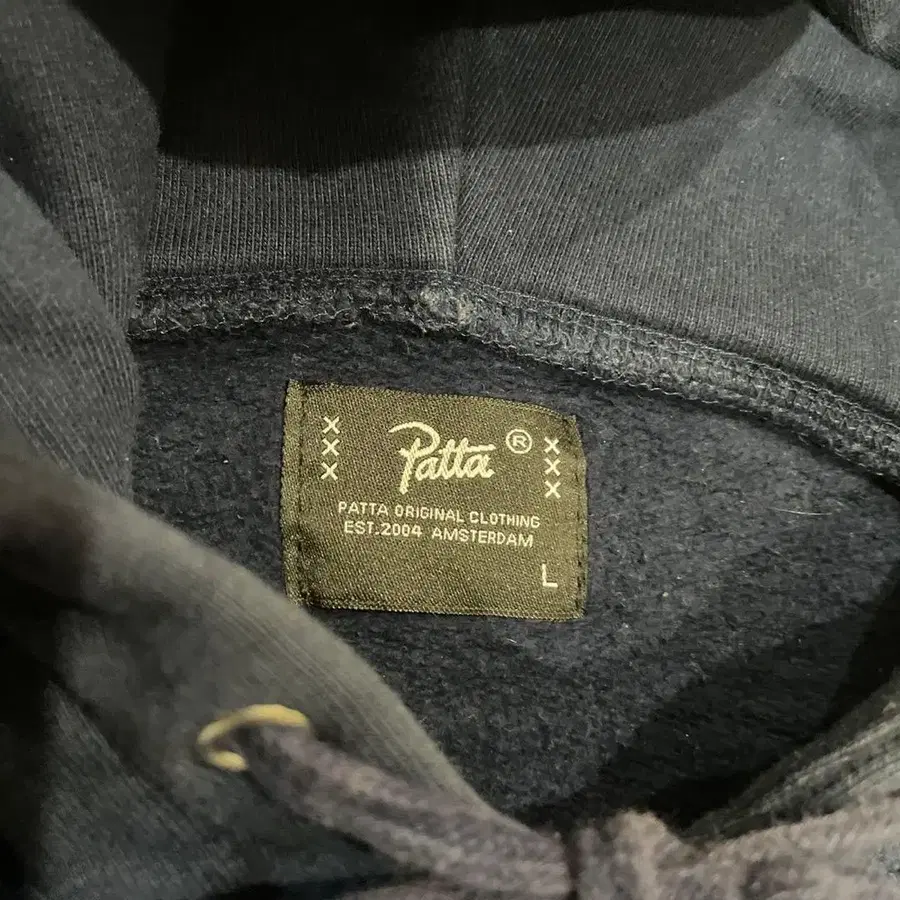 Patta ®
PATTA ORIGINAL CLOTHING
EST.2004 AMSTERDAM
L